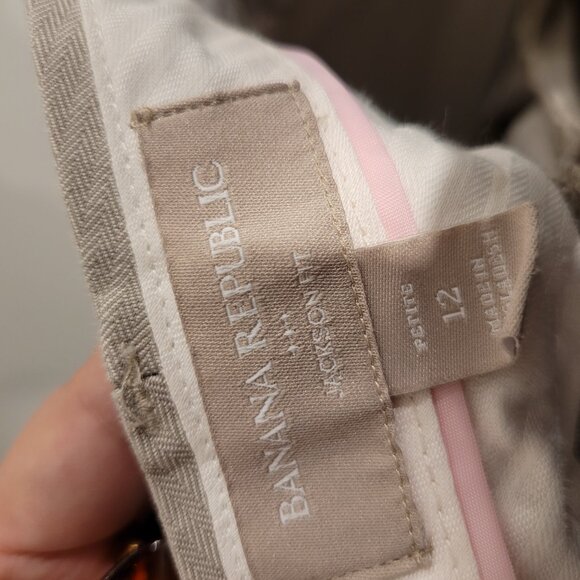 BANANA REPUBLIC
JACKSON FIT
PETITE
12
MADE IN